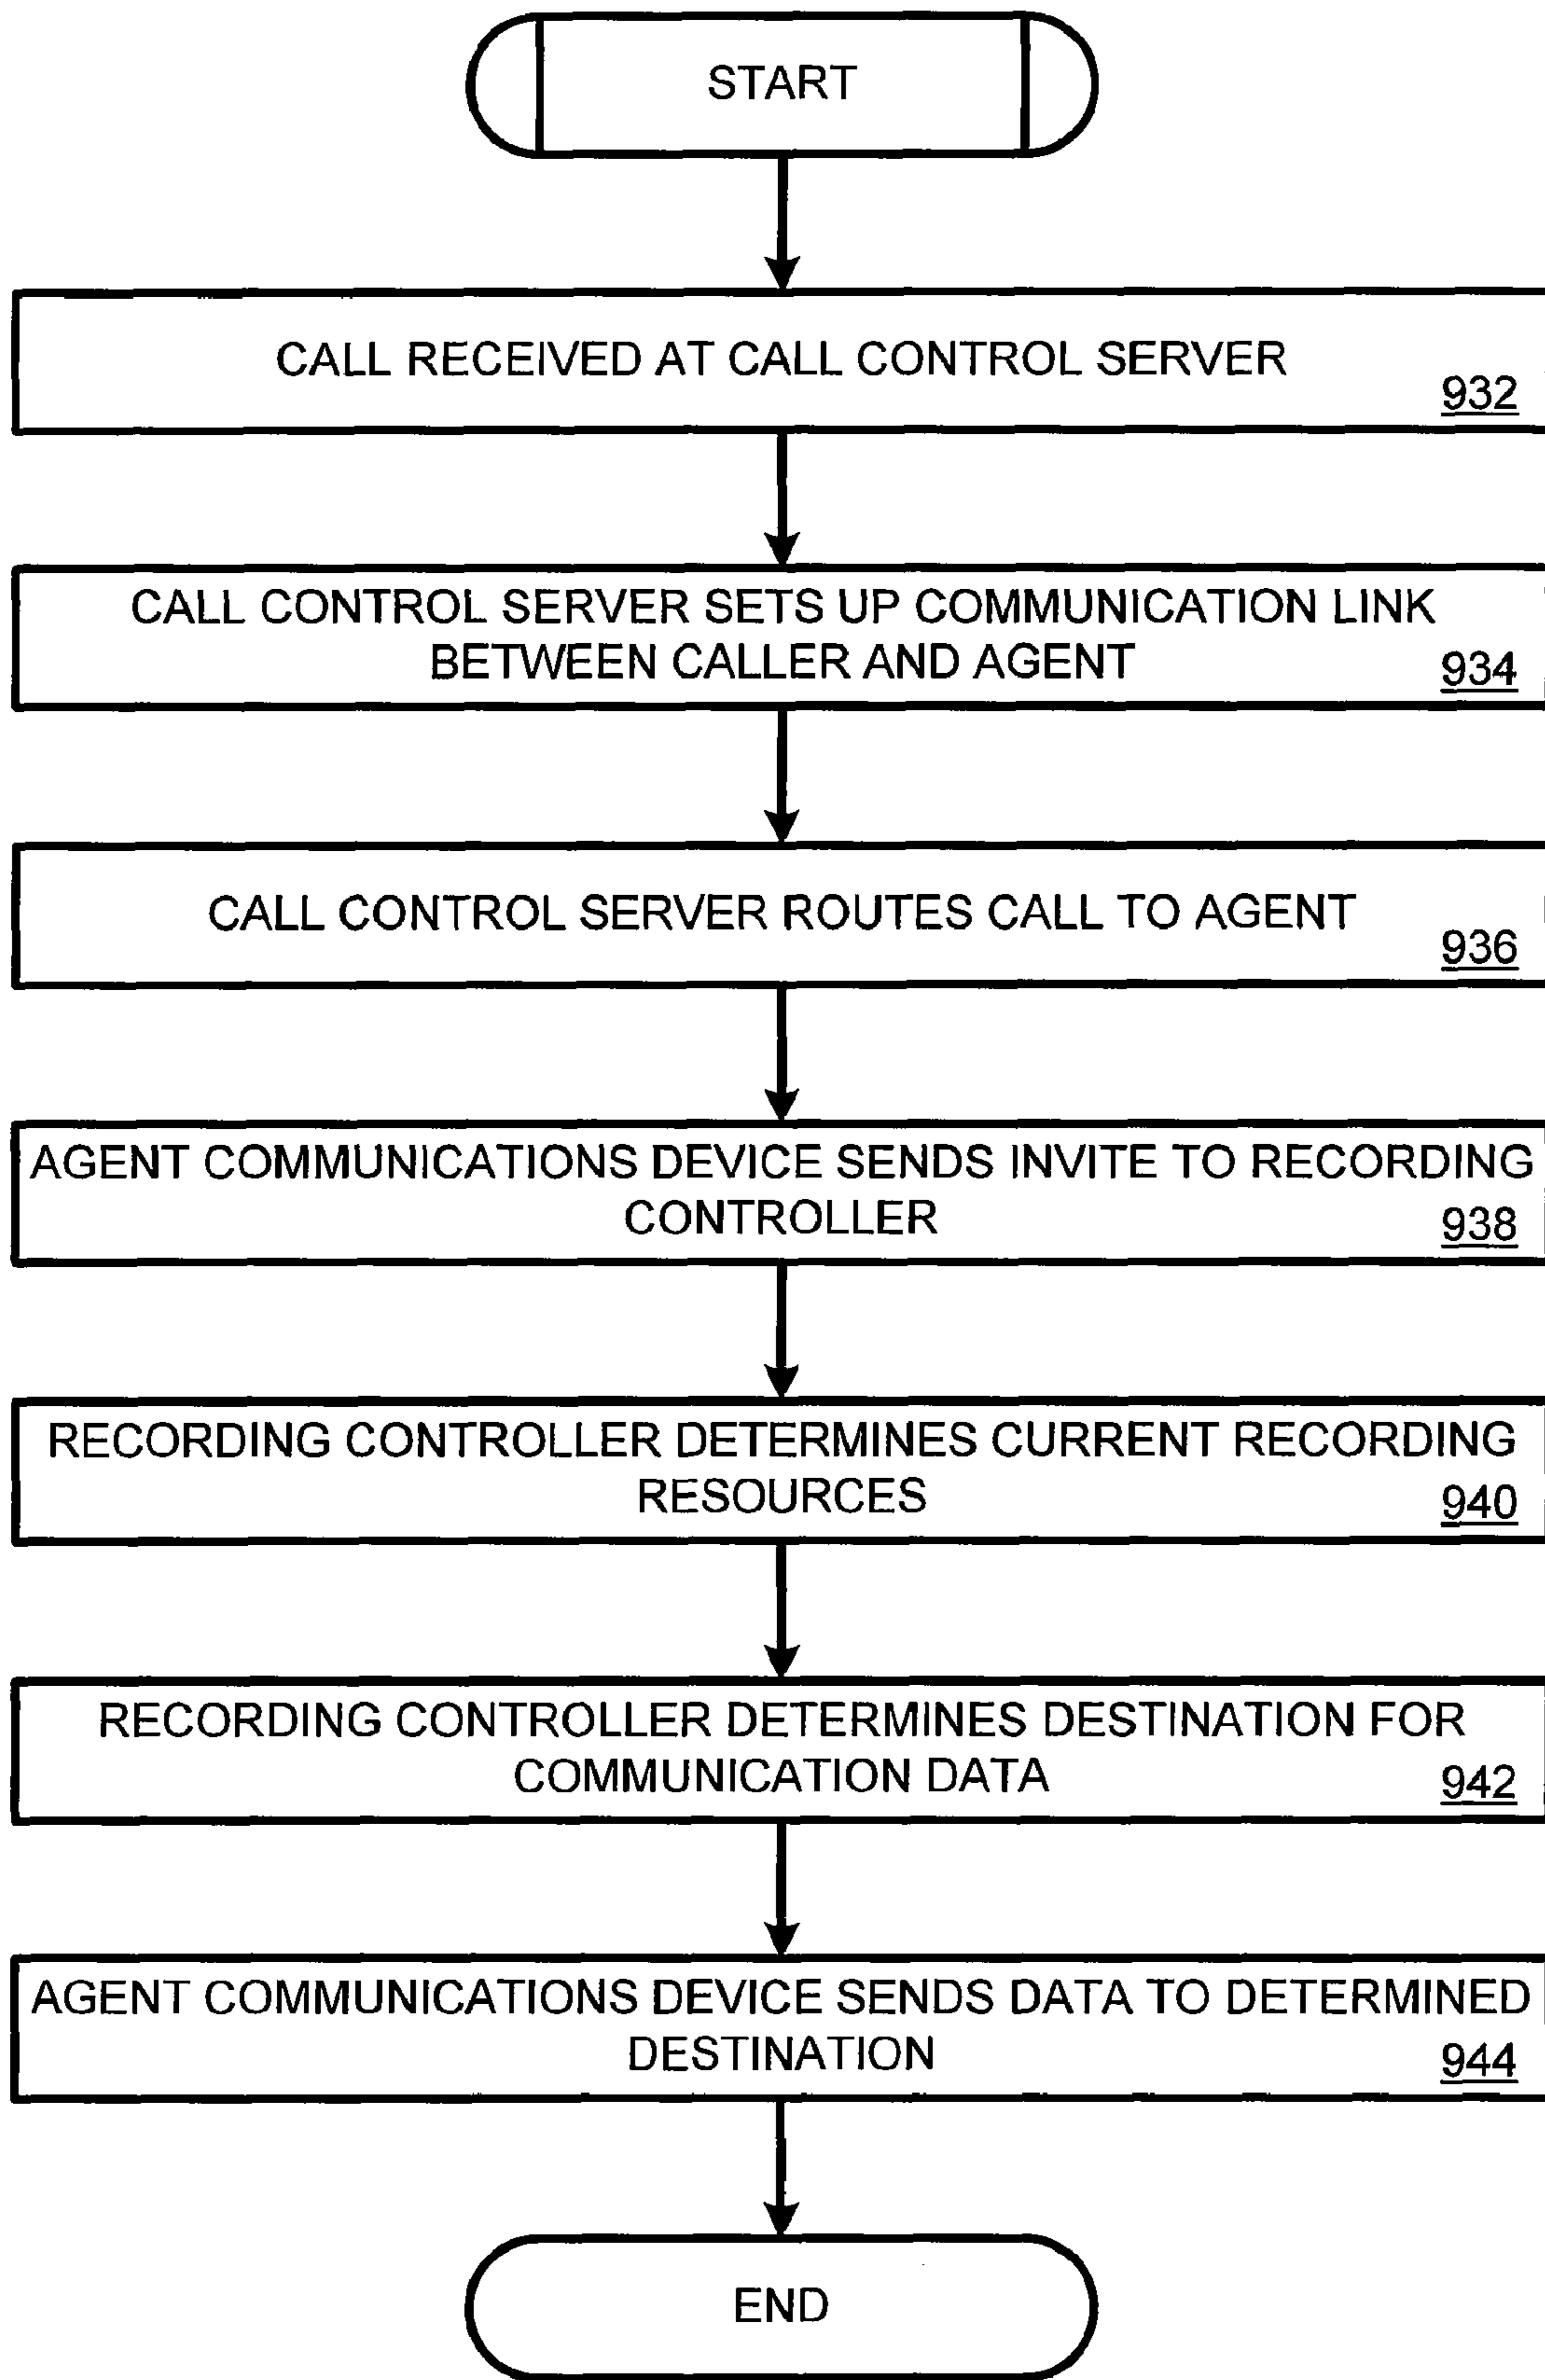 START
CALL RECEIVED AT CALL CONTROL SERVER
932
CALL CONTROL SERVER SETS UP COMMUNICATION LINK
BETWEEN CALLER AND AGENT
934
CALL CONTROL SERVER ROUTES CALL TO AGENT
936
AGENT COMMUNICATIONS DEVICE SENDS INVITE TO RECORDING
CONTROLLER
938
RECORDING CONTROLLER DETERMINES CURRENT RECORDING
RESOURCES
940
RECORDING CONTROLLER DETERMINES DESTINATION FOR
COMMUNICATION DATA
942
AGENT COMMUNICATIONS DEVICE SENDS DATA TO DETERMINED
DESTINATION
944
END